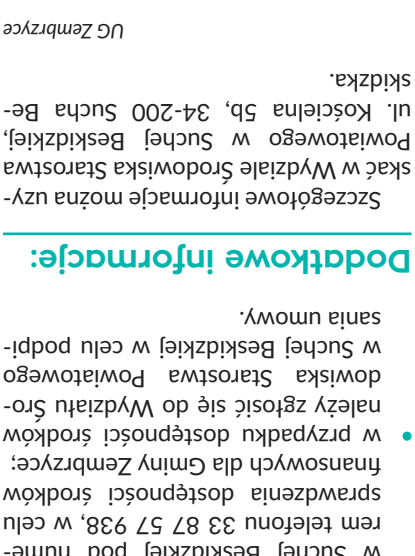 w Suchej Beskidzkiej pod nume-
rem telefonu 33 87 57 938, w celu
sprawdzenia dostępności środków
finansowych dla Gminy Zembrzyce;
• w przypadku dostępności środków
należy zgłosić się do Wydziału Śro-
dowiska Starostwa Powiatowego
w Suchej Beskidzkiej w celu podpi-
sania umowy.
Dodatkowe informacje:
Szczegółowe informacje można uzy-
skać w Wydziale Środowiska Starostwa
Powiatowego w Suchej Beskidzkiej,
ul. Kościelna 5b, 34-200 Sucha Be-
skidzka.
UG Zembrzyce